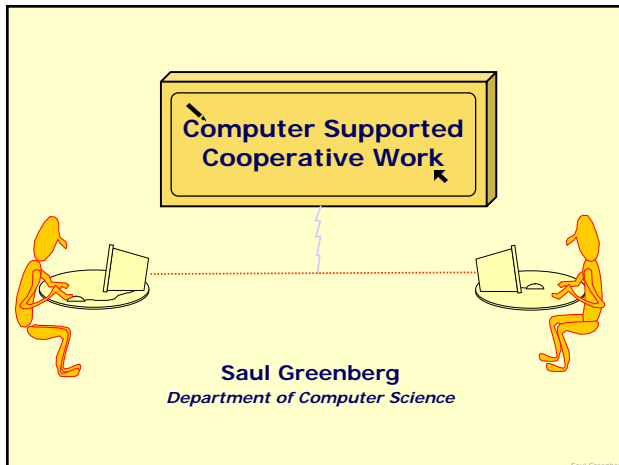 Computer Supported
Cooperative Work
Saul Greenberg
Department of Computer Science